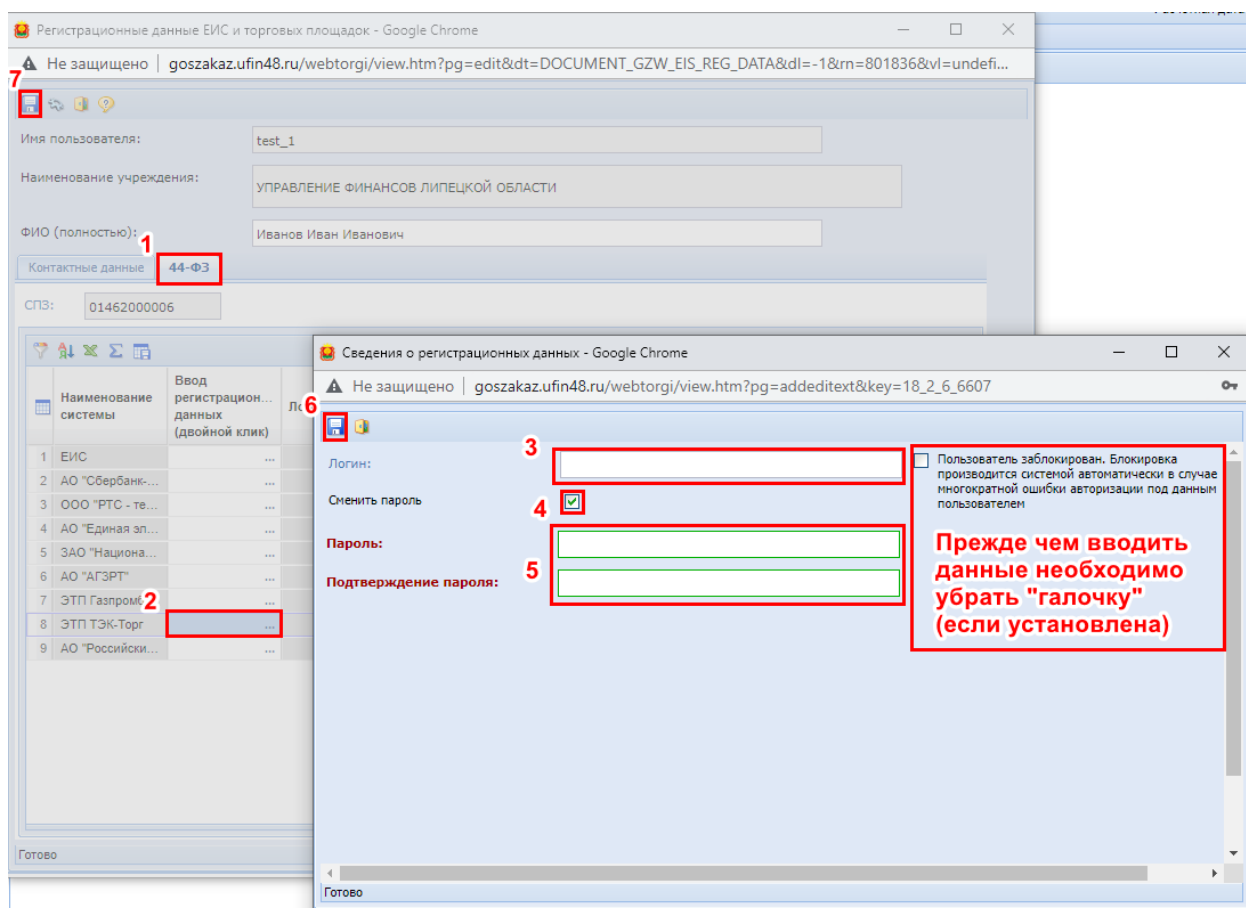 Регистрационные данные ЕИС и торговых площадок - Google Chrome
Не защищено | goszakaz.ufin48.ru/webtorgi/view.htm?pg=edit&dt=DOCUMENT_GZW_EIS_REG_DATA&dl=-1&rn=801836&vl=undefi...
7
Имя пользователя:
test_1
Наименование учреждения:
УПРАВЛЕНИЕ ФИНАНСОВ ЛИПЕЦКОЙ ОБЛАСТИ
ФИО (полностью):
Иванов Иван Иванович
1
Контактные данные
44-ФЗ
СПЗ:
01462000006
Наименование системы
Ввод регистрацион... данных (двойной клик)
1 ЕИС ...
2 АО "Сбербанк-... ...
3 ООО "РТС - те... ...
4 АО "Единая эл... ...
5 ЗАО "Национа... ...
6 АО "АГЗРТ" ...
7 ЭТП Газпром ...
2
8 ЭТП ТЭК-Торг ...
9 АО "Российски... ...
Готово
Сведения о регистрационных данных - Google Chrome
Не защищено | goszakaz.ufin48.ru/webtorgi/view.htm?pg=addeditext&key=18_2_6_6607
6
3
Логин:
Сменить пароль
4
Пароль:
5
Подтверждение пароля:
Пользователь заблокирован. Блокировка
производится системой автоматически в случае
многократной ошибки авторизации под данным
пользователем
Прежде чем вводить
данные необходимо
убрать "галочку"
(если установлена)
Готово